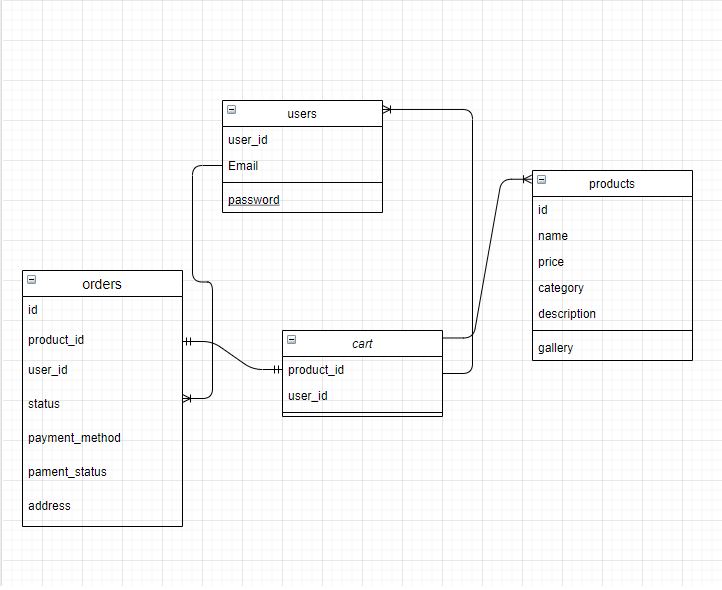 users
user_id
Email
password
products
id
name
price
category
description
gallery
orders
id
product_id
user_id
status
payment_method
pament_status
address
cart
product_id
user_id